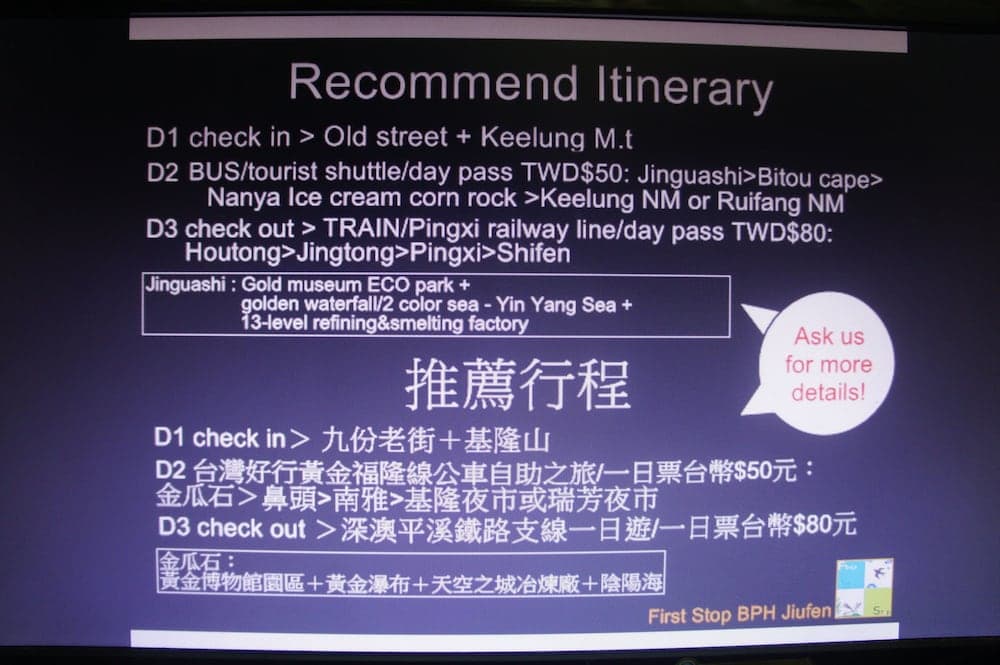 Recommend Itinerary
D1 check in > Old street + Keelung M.t
D2 BUS/tourist shuttle/day pass TWD$50: Jinguashi>Bitou cape>
Nanya Ice cream corn rock >Keelung NM or Ruifang NM
D3 check out > TRAIN/Pingxi railway line/day pass TWD$80:
Houtong>Jingtong>Pingxi>Shifen
Jinguashi : Gold museum ECO park +
golden waterfall/2 color sea - Yin Yang Sea +
13-level refining&smelting factory
Ask us
for more
details!
推薦行程
D1 check in＞ 九份老街＋基隆山
D2 台灣好行黃金福隆線公車自助之旅/一日票台幣$50元：
金瓜石＞鼻頭>南雅>基隆夜市或瑞芳夜市
D3 check out ＞深澳平溪鐵路支線一日遊/一日票台幣$80元
金瓜石：
黃金博物館園區＋黃金瀑布＋天空之城冶煉廠＋陰陽海
First Stop BPH Jiufen